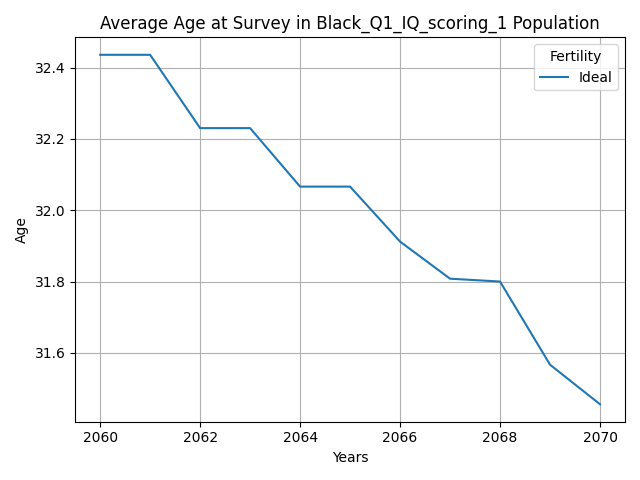 Average Age at Survey in Black_Q1_IQ_scoring_1 Population
Fertility
Ideal
32.4
32.2
32.0
31.8
31.6
Age
2060
2062
2064
2066
2068
2070
Years